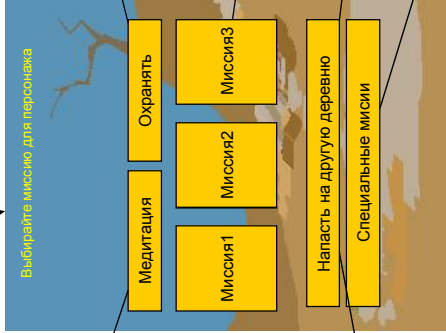 Выбирайте миссию для персонажа
Медитация
Охранять
Миссия1
Миссия2
Миссия3
Напасть на другую деревню
Специальные мисии